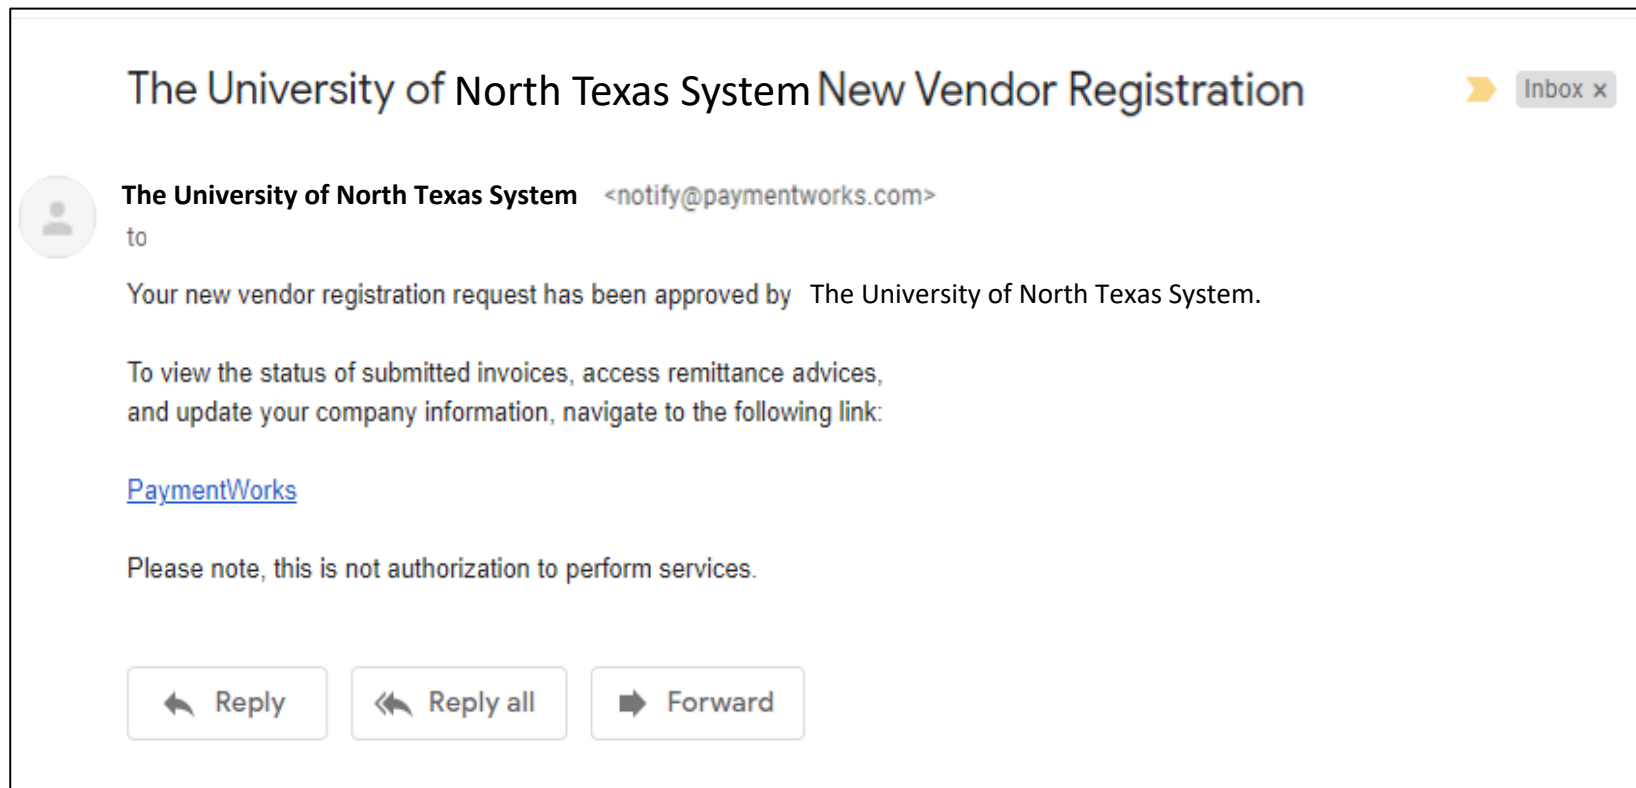 The University of North Texas System New Vendor Registration
Inbox x
The University of North Texas System <notify@paymentworks.com>
to
Your new vendor registration request has been approved by The University of North Texas System.
To view the status of submitted invoices, access remittance advices,
and update your company information, navigate to the following link:
PaymentWorks
Please note, this is not authorization to perform services.
Reply
Reply all
Forward